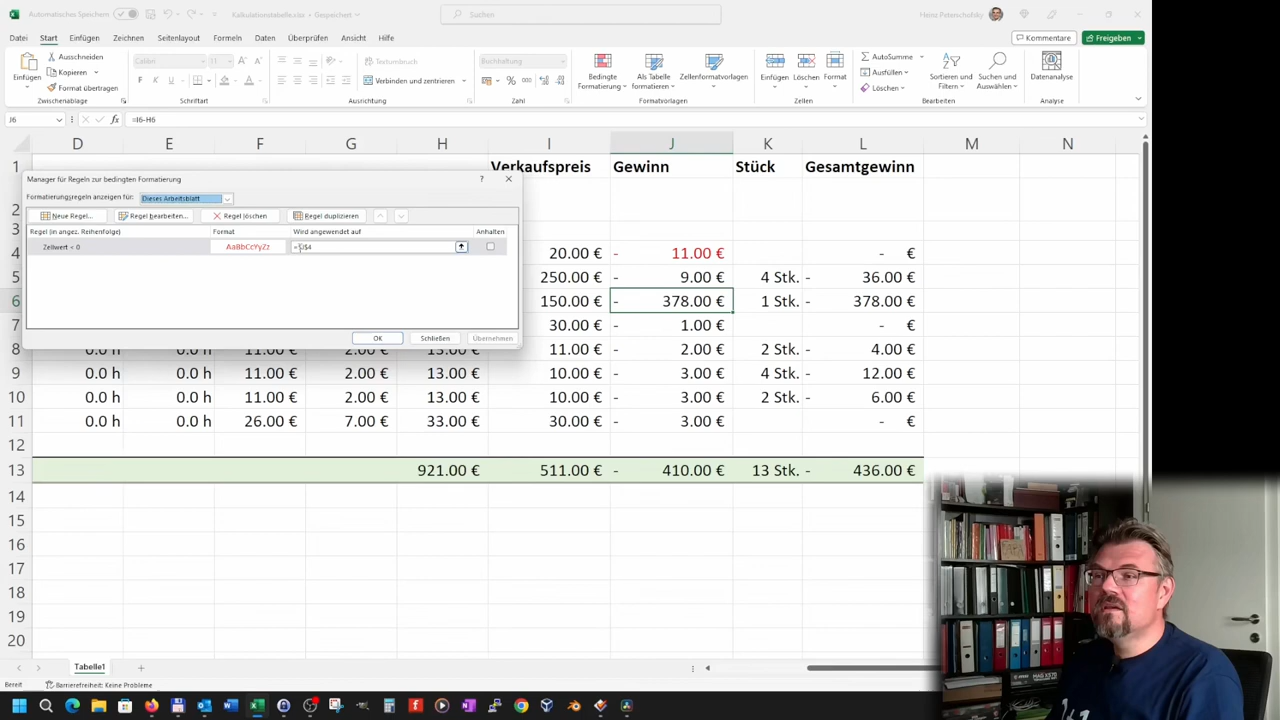 Automatisches Speichern
Kalkulationstabelle.xlsx • Gespeichert
Suchen
Heinz Peterschofsky
Datei
Start
Einfügen
Zeichnen
Seitenlayout
Formeln
Daten
Überprüfen
Ansicht
Automatisieren
Hilfe
Kommentare
Freigeben
Einfügen
Ausschneiden
Kopieren
Format übertragen
Zwischenablage
Schriftart
Textumbruch
Verbinden und zentrieren
Ausrichtung
Buchhaltung
Zahl
Bedingte Formatierung
Als Tabelle formatieren
Zellenformatvorlagen
Formatvorlagen
Einfügen
Löschen
Format
Zellen
AutoSumme
Ausfüllen
Löschen
Sortieren und Filtern
Suchen und Auswählen
Bearbeiten
Datenanalyse
Analyse
J6
=I6-H6
D E F G H I J K L M N
1 Verkaufspreis Gewinn Stück Gesamtgewinn
Manager für Regeln zur bedingten Formatierung
Formatierungsregeln anzeigen für: Dieses Arbeitsblatt
2
Neue Regel... Regel bearbeiten... Regel löschen Regel duplizieren
3
Regel (in angez. Reihenfolge) Format Wird angewendet auf Anhalten
Zellwert < 0 AaBbCcYyZz =$J$4
4 20.00 € - 11.00 € - €
5 250.00 € - 9.00 € 4 Stk. - 36.00 €
6 150.00 € - 378.00 € 1 Stk. - 378.00 €
7 30.00 € - 1.00 € - €
OK Schließen Übernehmen
8 0.0 h 0.0 h 11.00 € 2.00 € 13.00 € 11.00 € - 2.00 € 2 Stk. - 4.00 €
9 0.0 h 0.0 h 11.00 € 2.00 € 13.00 € 10.00 € - 3.00 € 4 Stk. - 12.00 €
10 0.0 h 0.0 h 11.00 € 2.00 € 13.00 € 10.00 € - 3.00 € 2 Stk. - 6.00 €
11 0.0 h 0.0 h 26.00 € 7.00 € 33.00 € 30.00 € - 3.00 € - €
12
13 921.00 € 511.00 € - 410.00 € 13 Stk. - 436.00 €
14
15
16
17
18
19
20
Tabelle1
Bereit
Barrierefreiheit: Keine Probleme